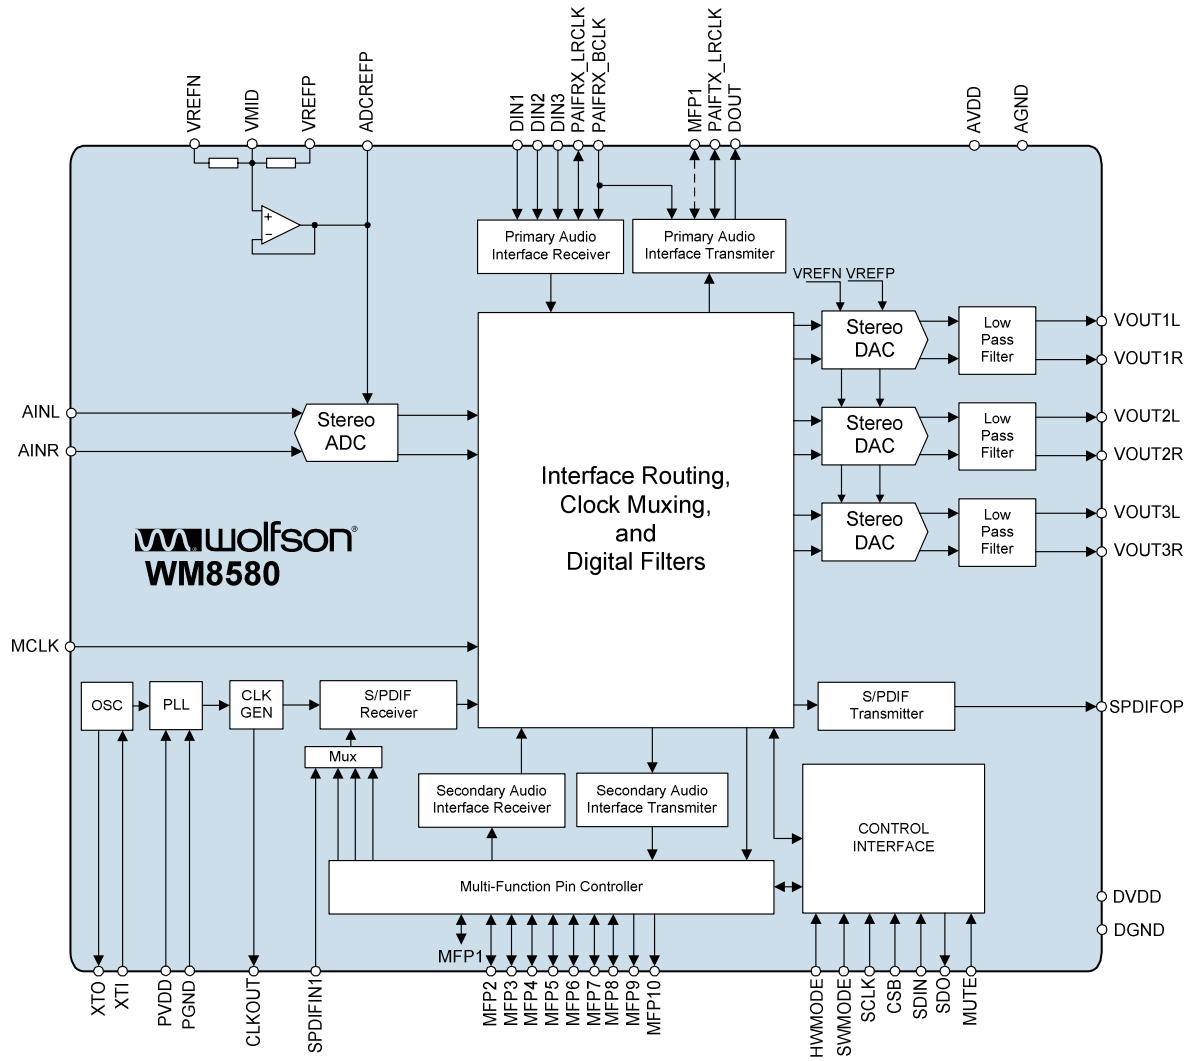 VREFN
VMID
VREFP
ADCREFP
DIN1
DIN2
DIN3
PAIFRX_LRCLK
PAIFRX_BCLK
MFP1
PAIFTX_LRCLK
DOUT
AVDD
AGND
+
−
Primary Audio
Interface Receiver
Primary Audio
Interface Transmiter
VREFN VREFP
Stereo
DAC
Low
Pass
Filter
VOUT1L
VOUT1R
AINL
AINR
Stereo
ADC
Stereo
DAC
Low
Pass
Filter
VOUT2L
VOUT2R
Interface Routing,
Clock Muxing,
and
Digital Filters
Stereo
DAC
Low
Pass
Filter
VOUT3L
VOUT3R
wolfson®
WM8580
MCLK
OSC
PLL
CLK
GEN
S/PDIF
Receiver
Mux
S/PDIF
Transmitter
SPDIFOP
Secondary Audio
Interface Receiver
Secondary Audio
Interface Transmiter
CONTROL
INTERFACE
Multi-Function Pin Controller
DVDD
DGND
MFP1
XTO
XTI
PVDD
PGND
CLKOUT
SPDIFIN1
MFP2
MFP3
MFP4
MFP5
MFP6
MFP7
MFP8
MFP9
MFP10
HWMODE
SWMODE
SCLK
CSB
SDIN
SDO
MUTE